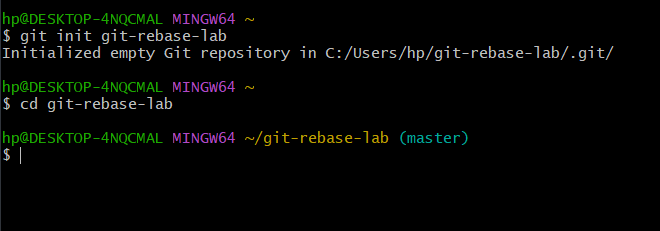 hp@DESKTOP-4NQCMAL MINGW64 ~
$ git init git-rebase-lab
Initialized empty Git repository in C:/Users/hp/git-rebase-lab/.git/
hp@DESKTOP-4NQCMAL MINGW64 ~
$ cd git-rebase-lab
hp@DESKTOP-4NQCMAL MINGW64 ~/git-rebase-lab (master)
$